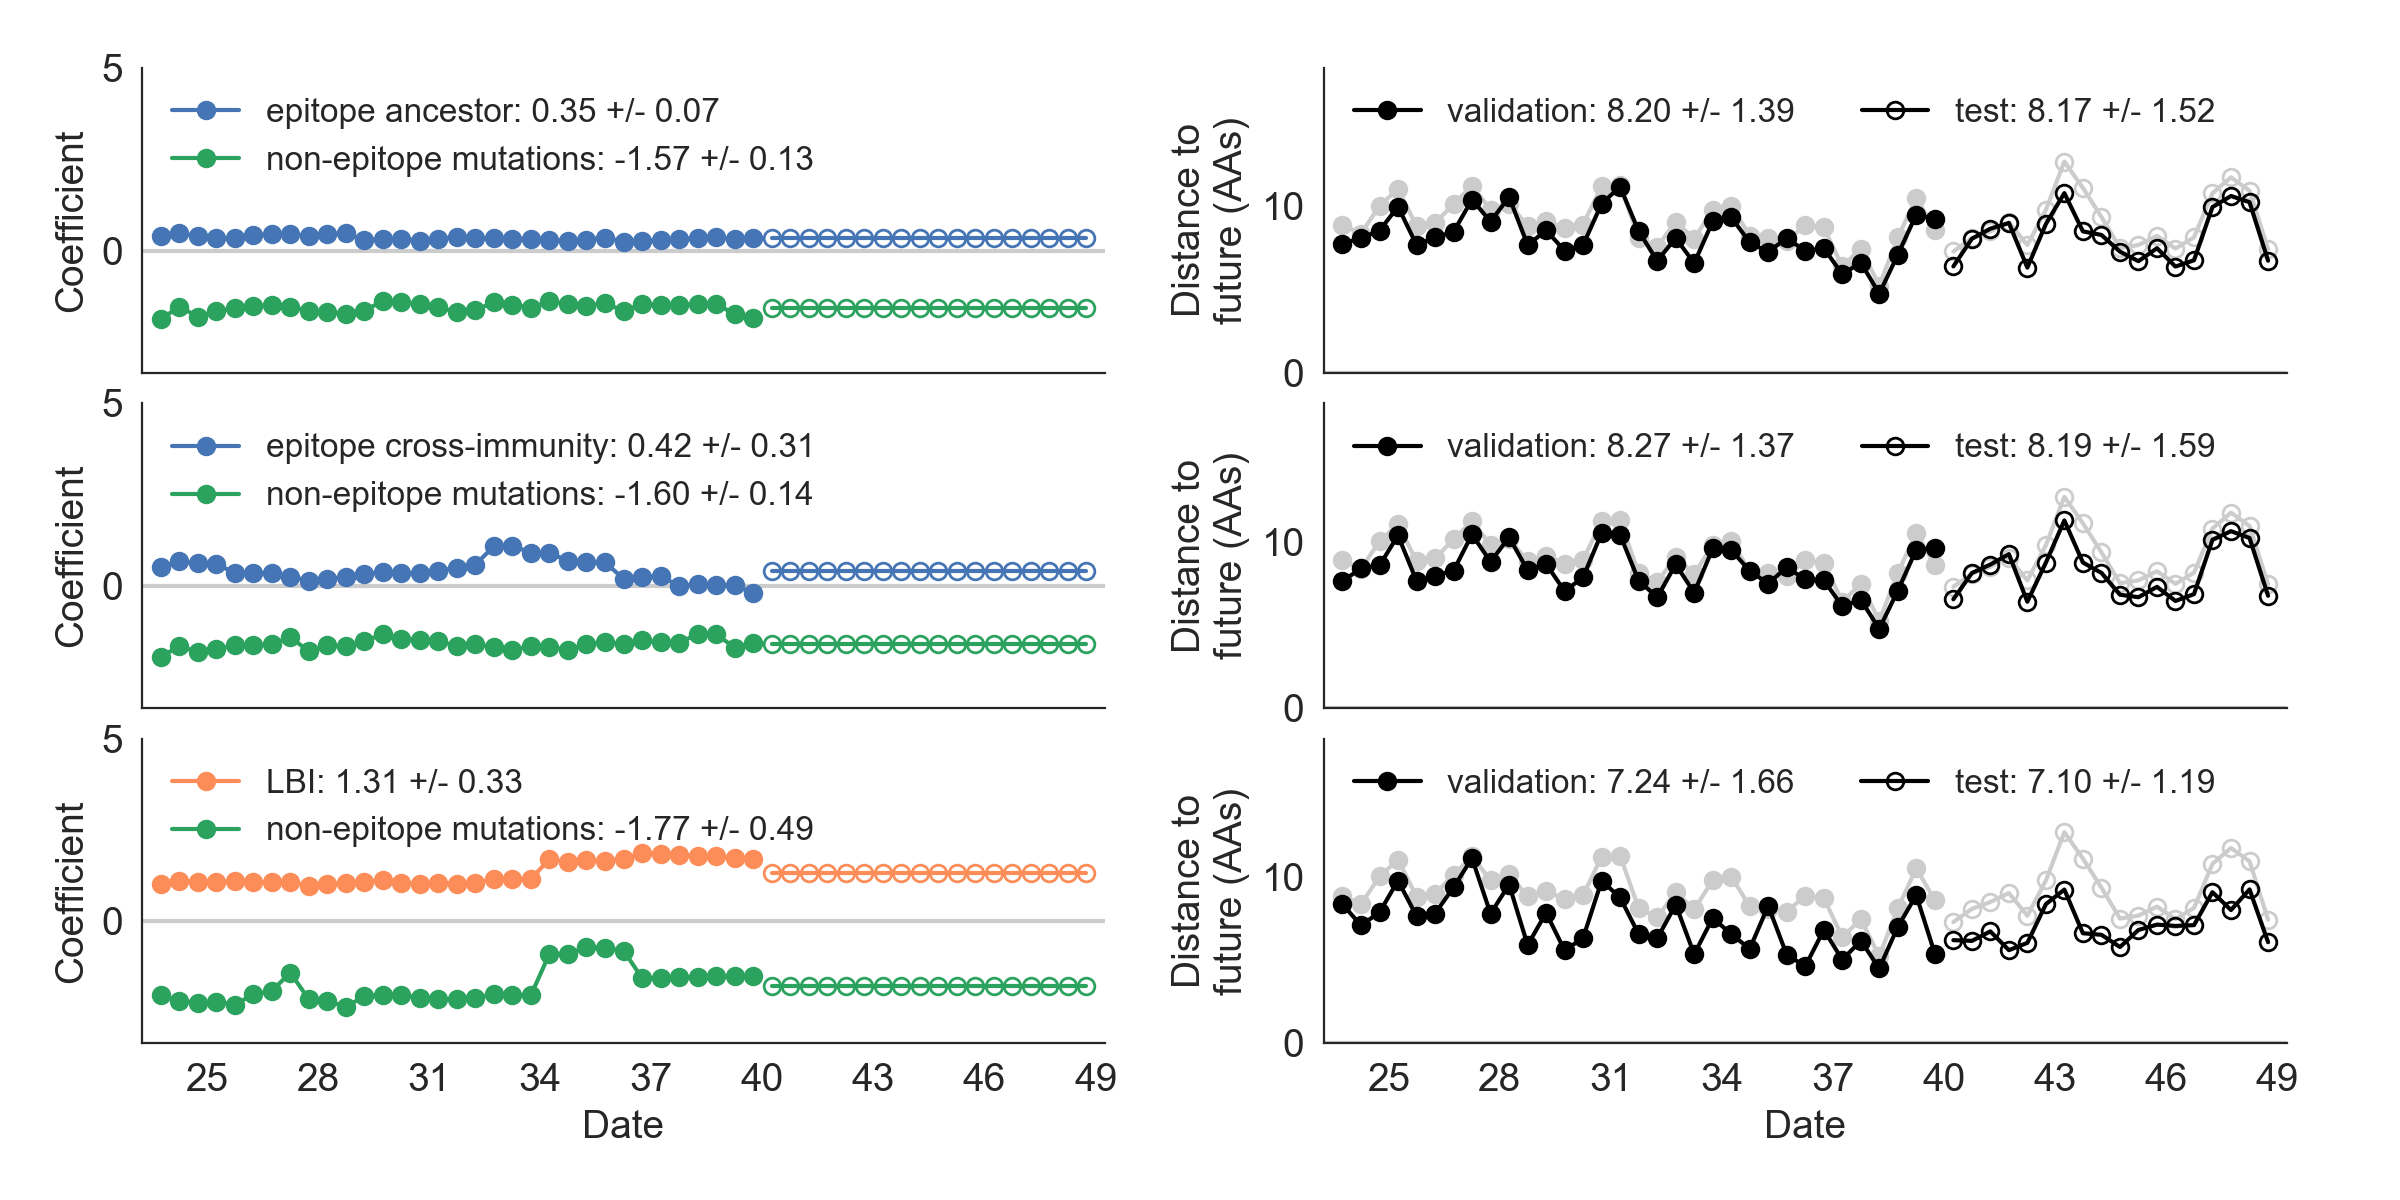 5
epitope ancestor: 0.35 +/- 0.07
non-epitope mutations: -1.57 +/- 0.13
Coefficient
0
validation: 8.20 +/- 1.39
test: 8.17 +/- 1.52
Distance to
future (AAs)
10
0
5
epitope cross-immunity: 0.42 +/- 0.31
non-epitope mutations: -1.60 +/- 0.14
Coefficient
0
validation: 8.27 +/- 1.37
test: 8.19 +/- 1.59
Distance to
future (AAs)
10
0
5
LBI: 1.31 +/- 0.33
non-epitope mutations: -1.77 +/- 0.49
Coefficient
0
25 28 31 34 37 40 43 46 49
Date
validation: 7.24 +/- 1.66
test: 7.10 +/- 1.19
Distance to
future (AAs)
10
0
25 28 31 34 37 40 43 46 49
Date